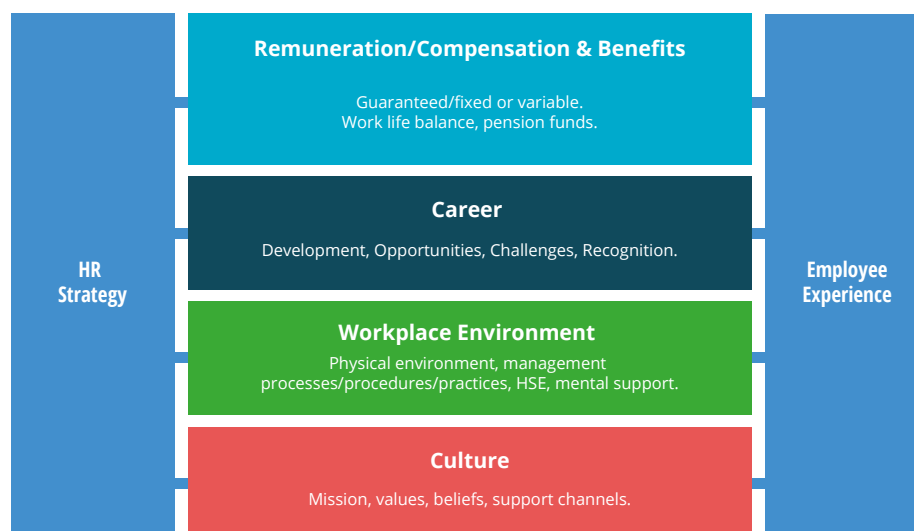 Remuneration/Compensation & Benefits
Guaranteed/fixed or variable.
Work life balance, pension funds.
Career
Development, Opportunities, Challenges, Recognition.
HR
Strategy
Employee
Experience
Workplace Environment
Physical environment, management
processes/procedures/practices, HSE, mental support.
Culture
Mission, values, beliefs, support channels.